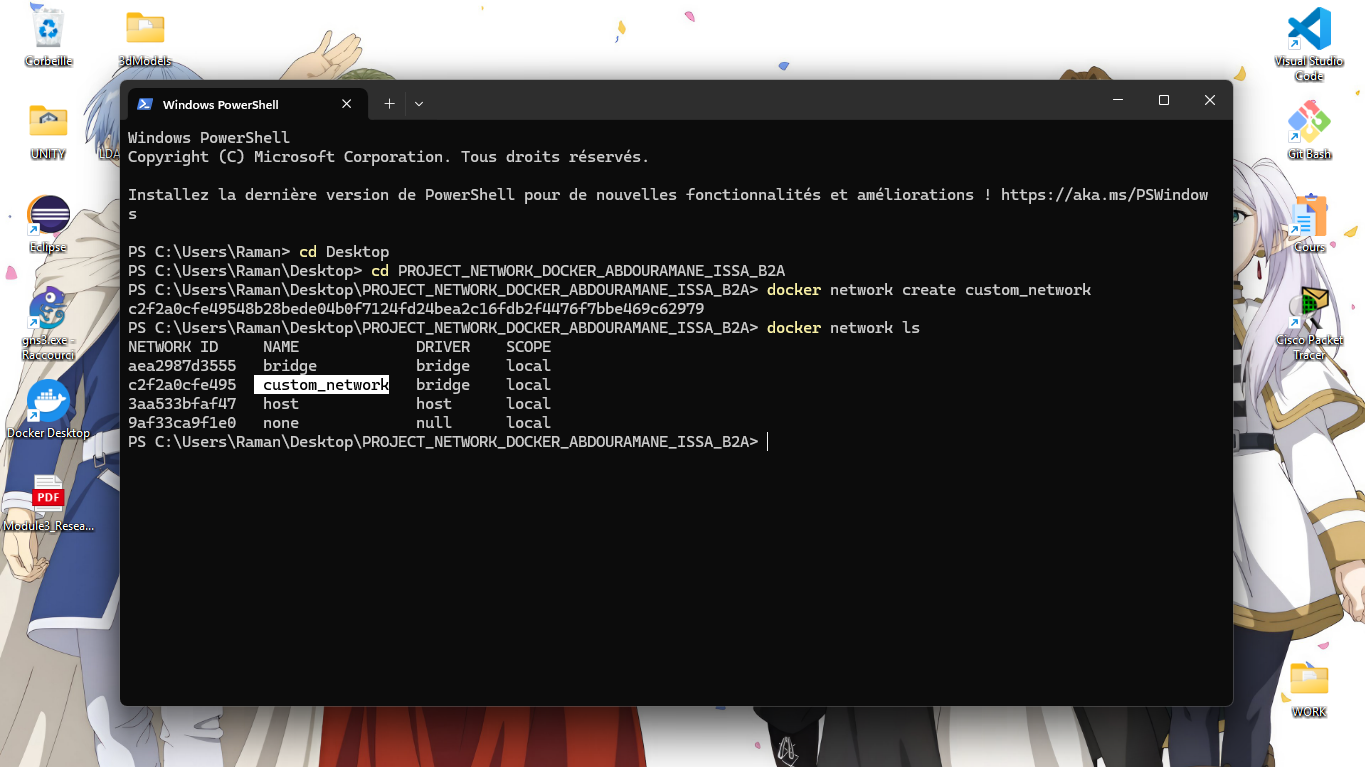 Corbeille
3dModels
Visual Studio
Code
UNITY
LDA
Git Bash
Eclipse
Cours
gns3.exe -
Raccourci
Cisco Packet
Tracer
Docker Desktop
PDF
Module3_Resea...
WORK
Windows PowerShell
Windows PowerShell
Copyright (C) Microsoft Corporation. Tous droits réservés.
Installez la dernière version de PowerShell pour de nouvelles fonctionnalités et améliorations ! https://aka.ms/PSWindow
s
PS C:\Users\Raman> cd Desktop
PS C:\Users\Raman\Desktop> cd PROJECT_NETWORK_DOCKER_ABDOURAMANE_ISSA_B2A
PS C:\Users\Raman\Desktop\PROJECT_NETWORK_DOCKER_ABDOURAMANE_ISSA_B2A> docker network create custom_network
c2f2a0cfe49548b28bede04b0f7124fd24bea2c16fdb2f4476f7bbe469c62979
PS C:\Users\Raman\Desktop\PROJECT_NETWORK_DOCKER_ABDOURAMANE_ISSA_B2A> docker network ls
NETWORK ID NAME DRIVER SCOPE
aea2987d3555 bridge bridge local
c2f2a0cfe495 custom_network bridge local
3aa533bfaf47 host host local
9af33ca9f1e0 none null local
PS C:\Users\Raman\Desktop\PROJECT_NETWORK_DOCKER_ABDOURAMANE_ISSA_B2A>